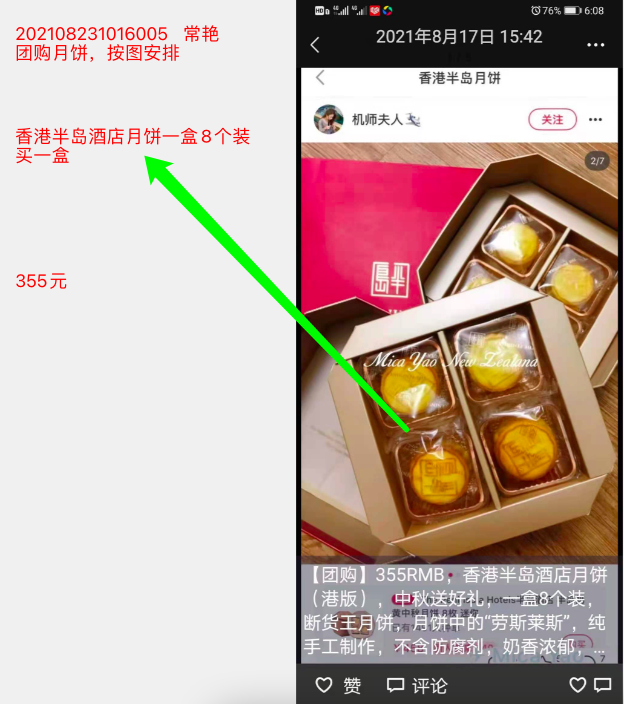 202108231016005 常艳
团购月饼，按图安排
香港半岛酒店月饼一盒8个装
买一盒
355元
76% 6:08
2021年8月17日 15:42
香港半岛月饼
机师夫人
关注
2/7
半島
Mica Yao New Zealand
【团购】355RMB，香港半岛酒店月饼
（港版），中秋送好礼，一盒8个装，
断货王月饼，月饼中的“劳斯莱斯”，纯
手工制作，不含防腐剂，奶香浓郁，...
赞 评论